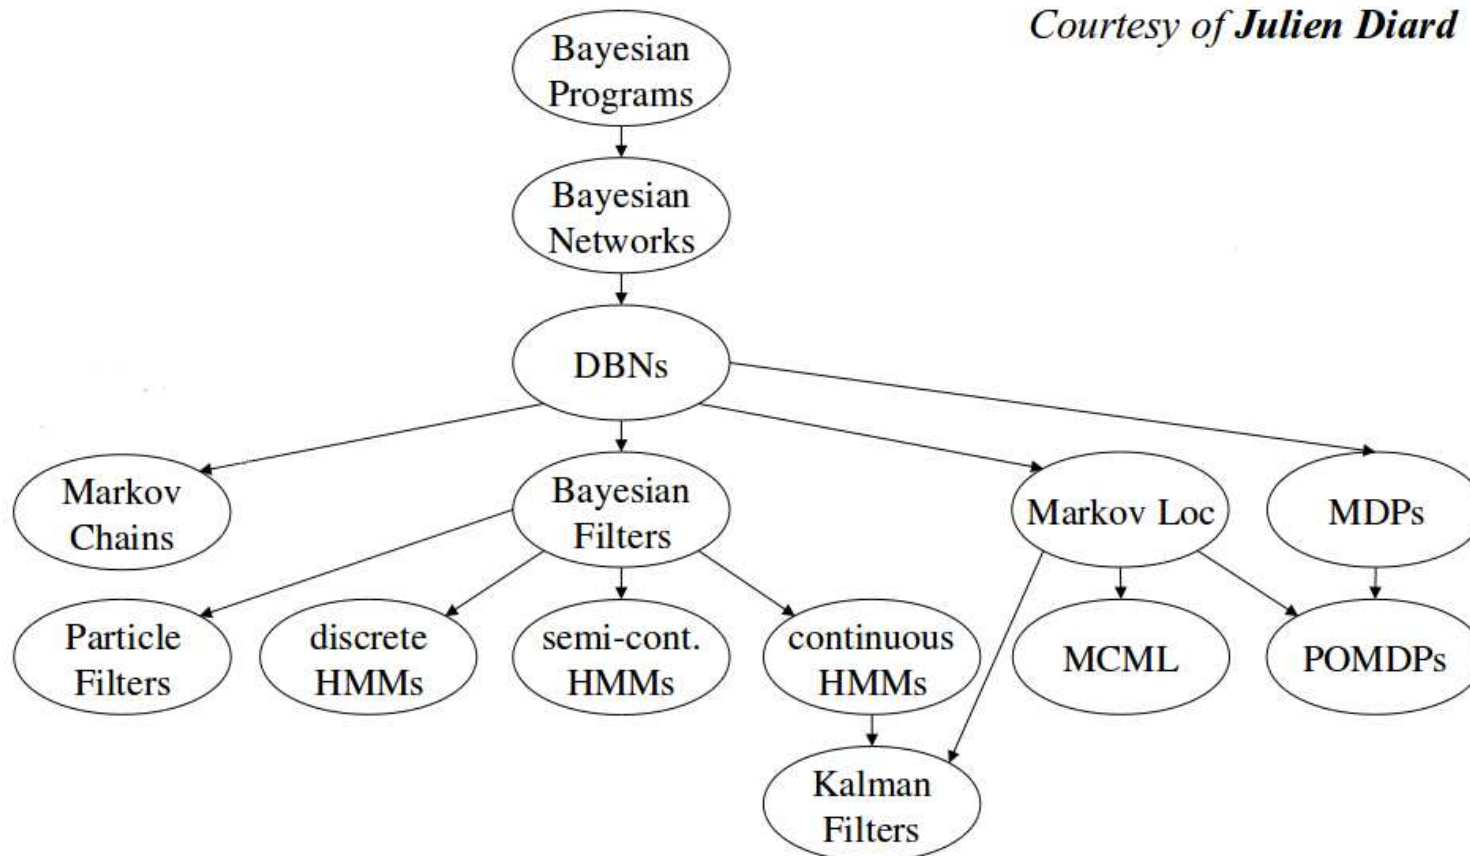 Courtesy of Julien Diard
Bayesian
Programs
Bayesian
Networks
DBNs
Markov
Chains
Bayesian
Filters
Markov Loc
MDPs
Particle
Filters
discrete
HMMs
semi-cont.
HMMs
continuous
HMMs
MCML
POMDPs
Kalman
Filters